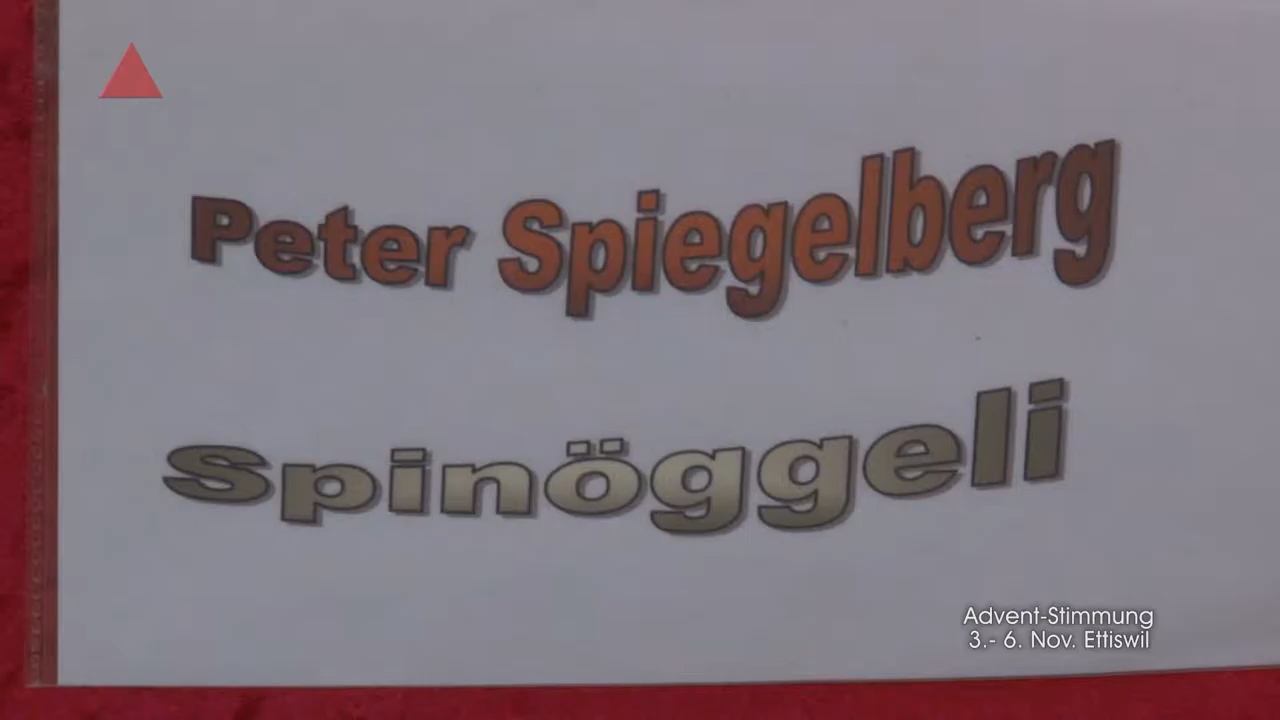 Peter Spiegelberg
Spinöggeli
Advent-Stimmung
3.- 6. Nov. Ettiswil